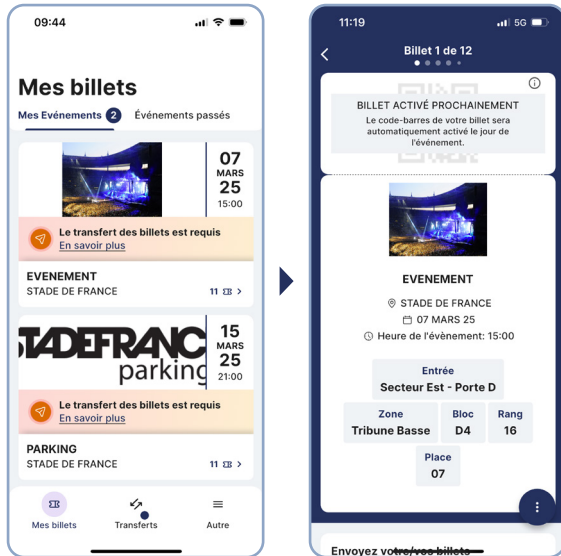 09:44
Mes billets
Mes Evénements 2 Événements passés
07
MARS
25
15:00
Le transfert des billets est requis
En savoir plus
EVENEMENT
STADE DE FRANCE
11
STADEFRANC
parking
15
MARS
25
21:00
Le transfert des billets est requis
En savoir plus
PARKING
STADE DE FRANCE
11
Mes billets Transferts Autre
11:19 5G
Billet 1 de 12
BILLET ACTIVÉ PROCHAINEMENT
Le code-barres de votre billet sera
automatiquement activé le jour de
l'événement.
EVENEMENT
STADE DE FRANCE
07 MARS 25
Heure de l'évènement: 15:00
Entrée
Secteur Est - Porte D
Zone Bloc Rang
Tribune Basse D4 16
Place
07
Envoyez votre/vos billets